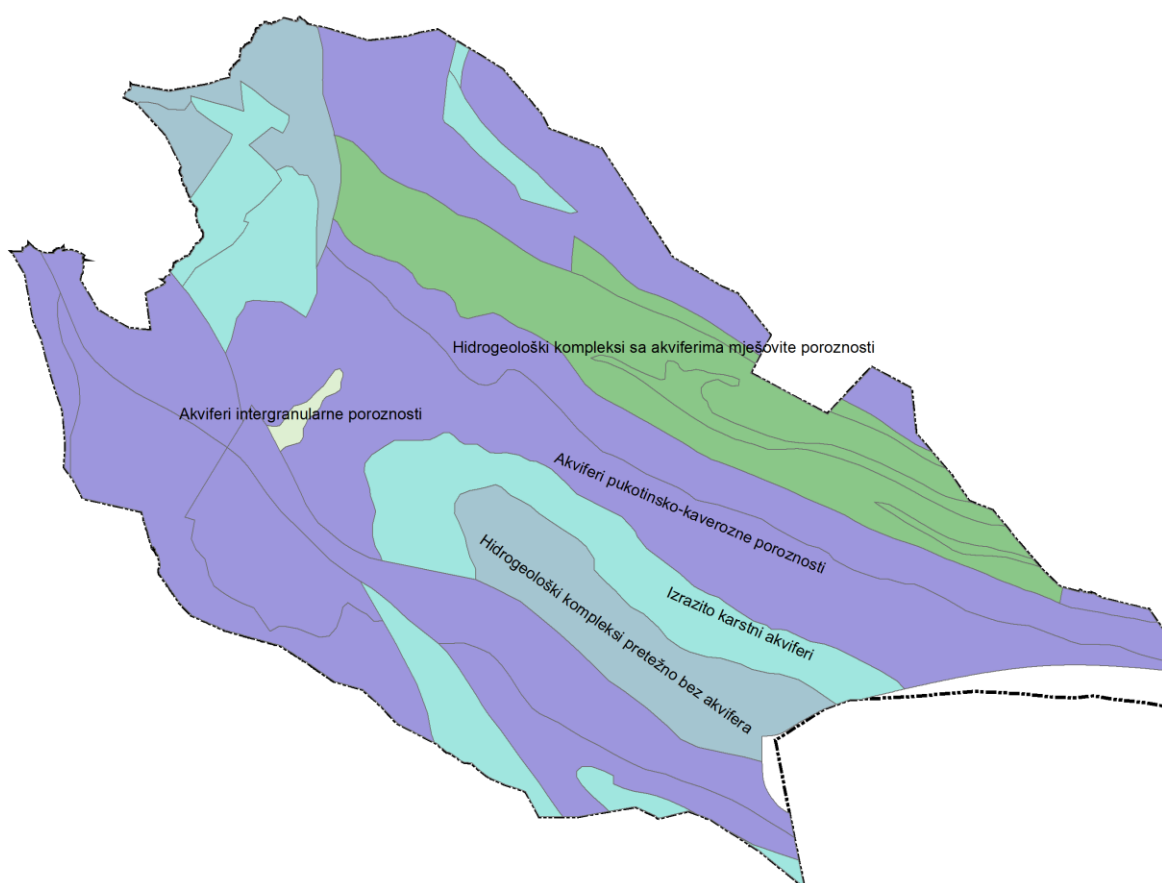 Hidrogeološki kompleksi sa akviferima mješovite poroznosti
Akviferi intergranularne poroznosti
Akviferi pukotinsko-kaverozne poroznosti
Izrazito karstni akviferi
Hidrogeološki kompleksi pretežno bez akvifera